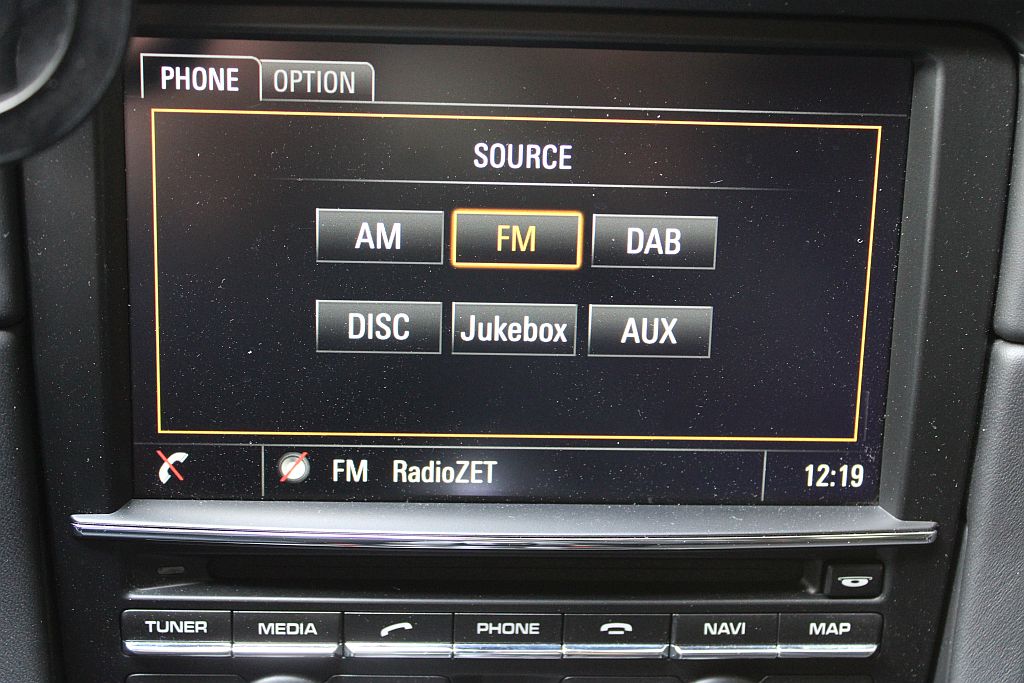 PHONE OPTION
SOURCE
AM FM DAB
DISC Jukebox AUX
FM RadioZET 12:19
TUNER MEDIA PHONE NAVI MAP